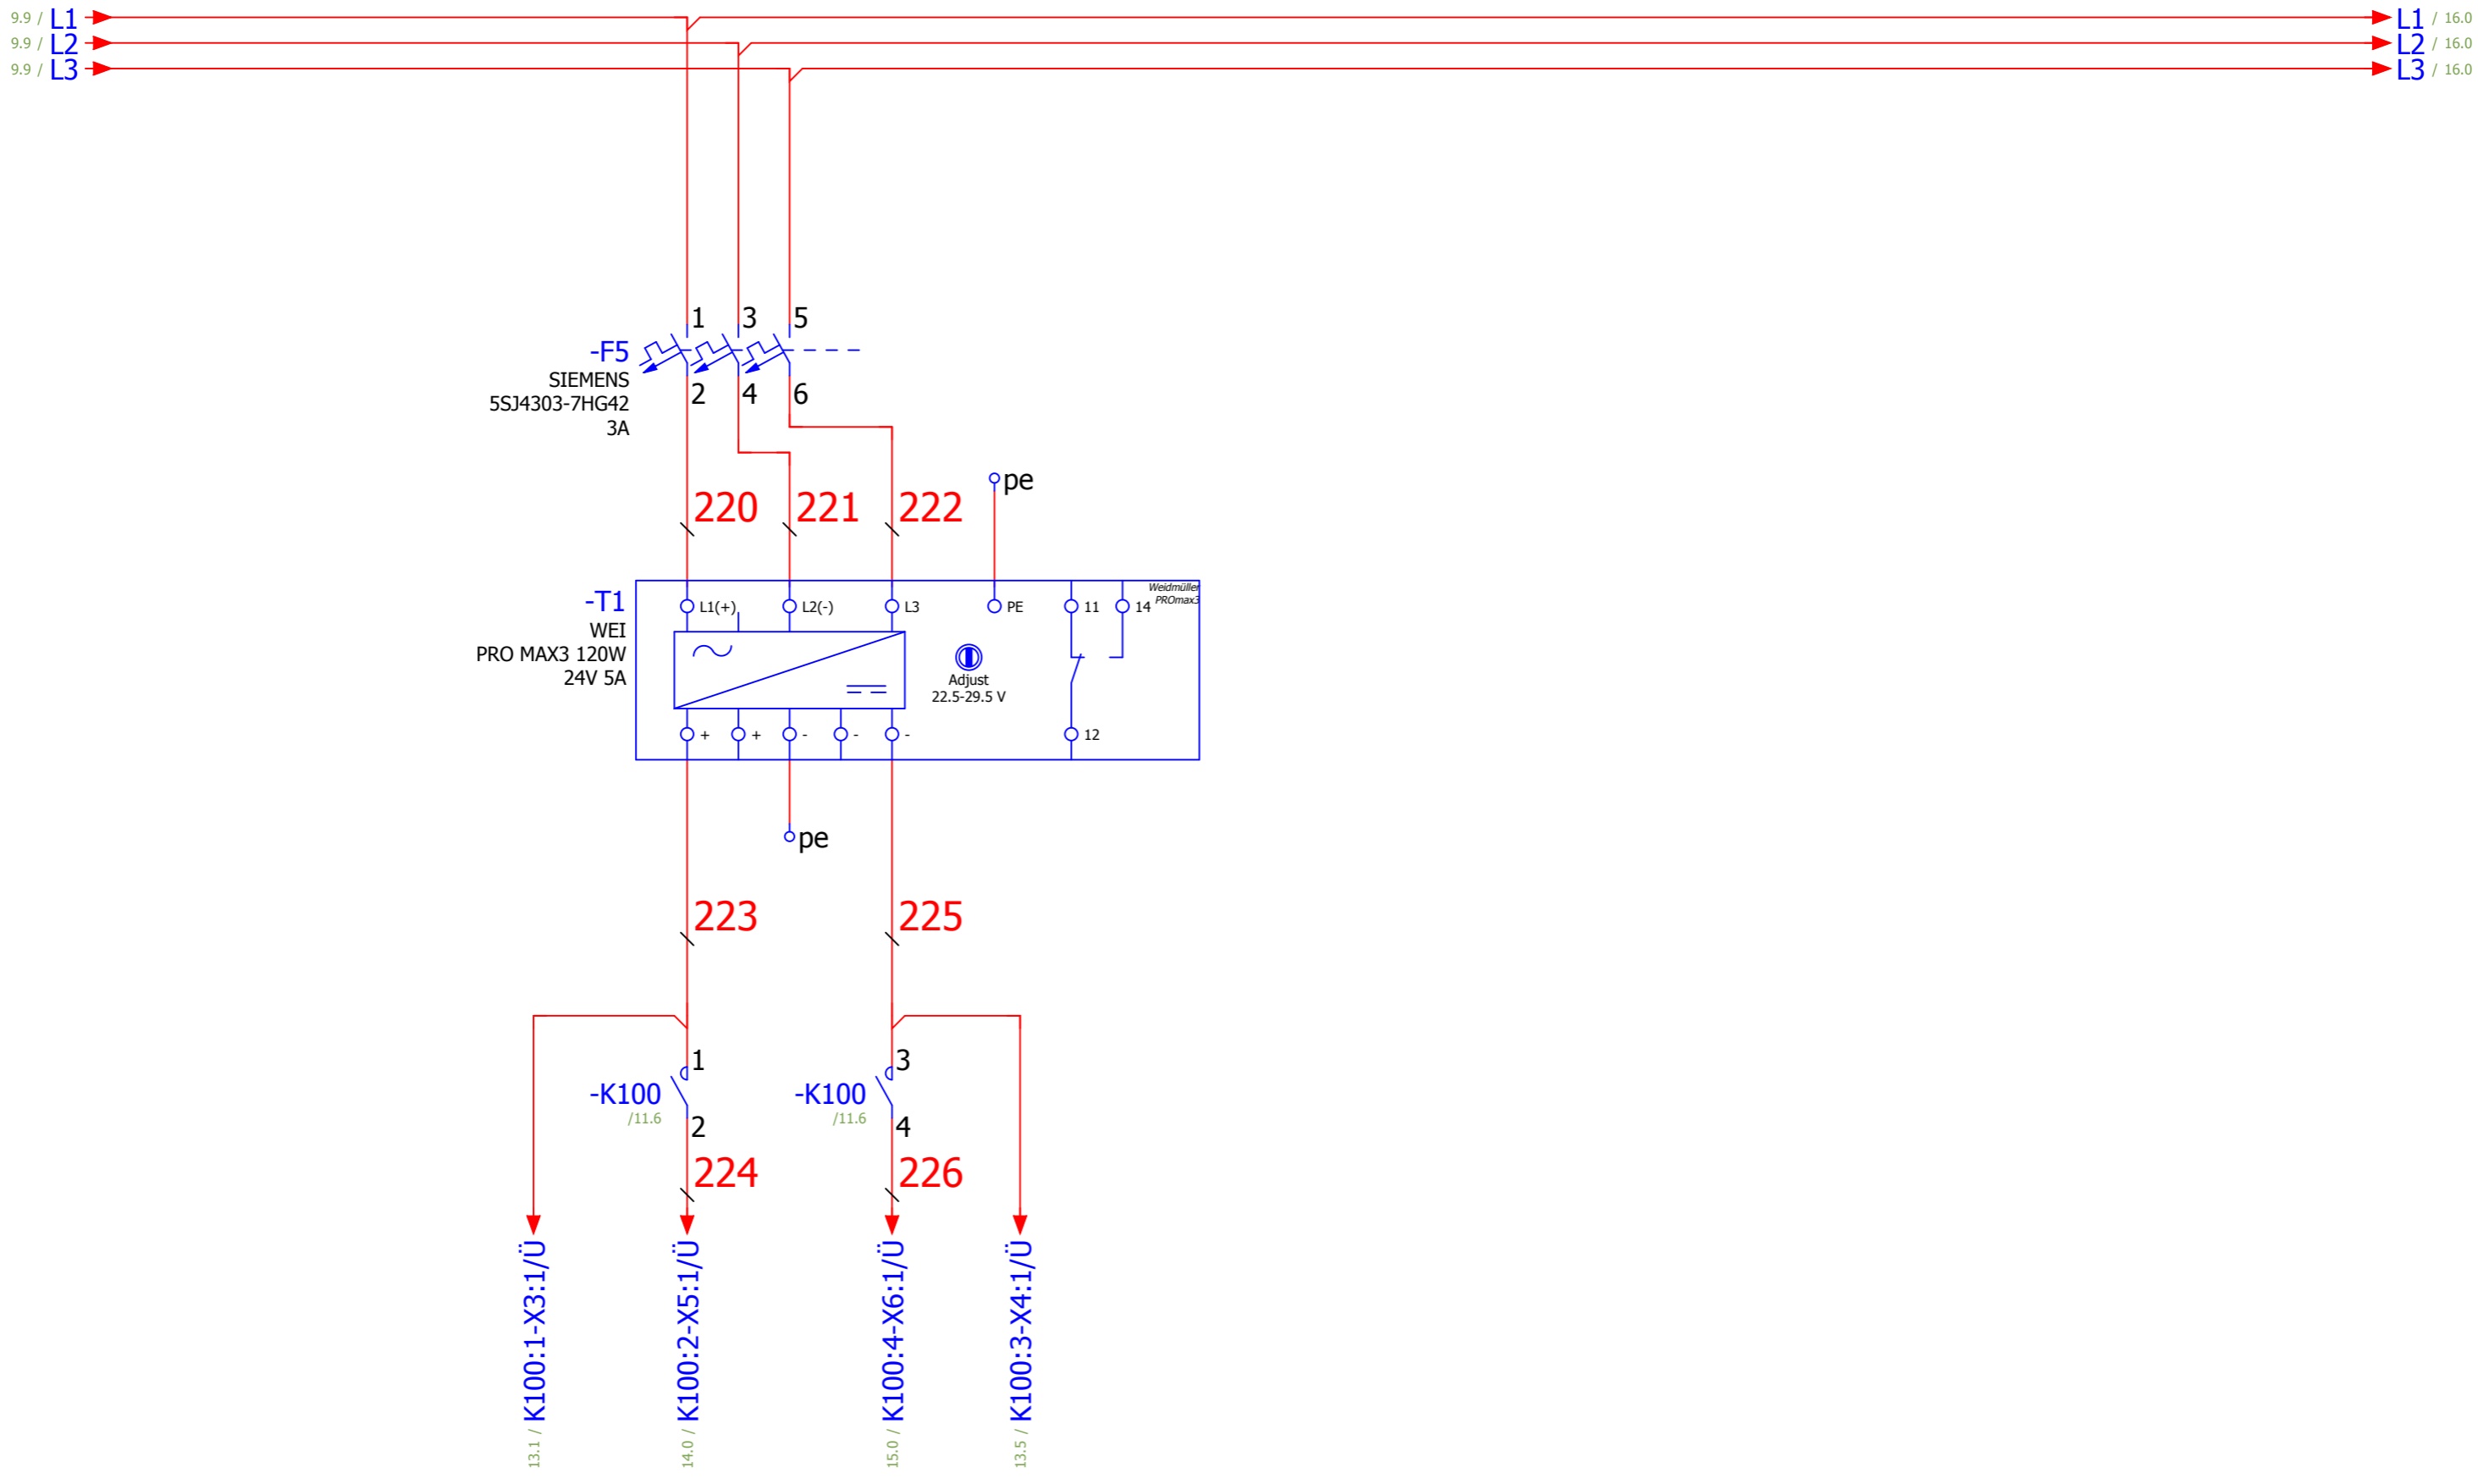 9.9 / L1
L1 / 16.0
9.9 / L2
L2 / 16.0
9.9 / L3
L3 / 16.0
1 3 5
-F5
SIEMENS
5SJ4303-7HG42
3A
2 4 6
pe
220 221 222
-T1
WEI
PRO MAX3 120W
24V 5A
Weidmüller
PROmax3
L1(+) L2(-) L3 PE 11 14
Adjust
22.5-29.5 V
+ + - - - 12
pe
223 225
1 3
-K100 -K100
/11.6 /11.6
2 4
224 226
13.1 / K100:1-X3:1/Ü
14.0 / K100:2-X5:1/Ü
15.0 / K100:4-X6:1/Ü
13.5 / K100:3-X4:1/Ü